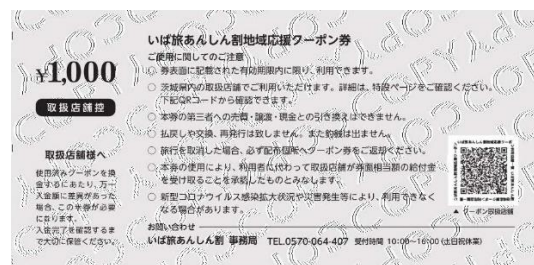 いば旅あんしん割地域応援クーポン券
ご使用に関してのご注意
○ 券表面に記載された有効期限内に限り、利用できます。
○ 茨城県内の取扱店舗でご利用いただけます。詳細は、特設ページをご確認ください。
下記QRコードから確認できます。
○ 本券の第三者への売買・譲渡・現金との引き換えはできません。
○ 払戻しや交換、再発行は致しません。また釣銭は出ません。
○ 旅行を取消した場合、必ず配布個所へクーポン券をご返却ください。
○ 本券の使用により、利用者に代わって取扱店舗が券面相当額の給付金
を受け取ることを承諾したものとみなします。
○ 新型コロナウイルス感染拡大状況や災害発生等により、利用できなく
なる場合があります。
お問い合わせ
いば旅あんしん割 事務局 TEL.0570-064-407 受付時間 10:00~16:00(土日祝休業)
¥1,000
取扱店舗控
取扱店舗様へ
使用済みクーポンを換
金するにあたり、万一
入金額に差異があった
場合、この半券が必要
になります。
入金完了を確認するま
で大切に保管ください。
▲ クーポン取扱店舗
COPY